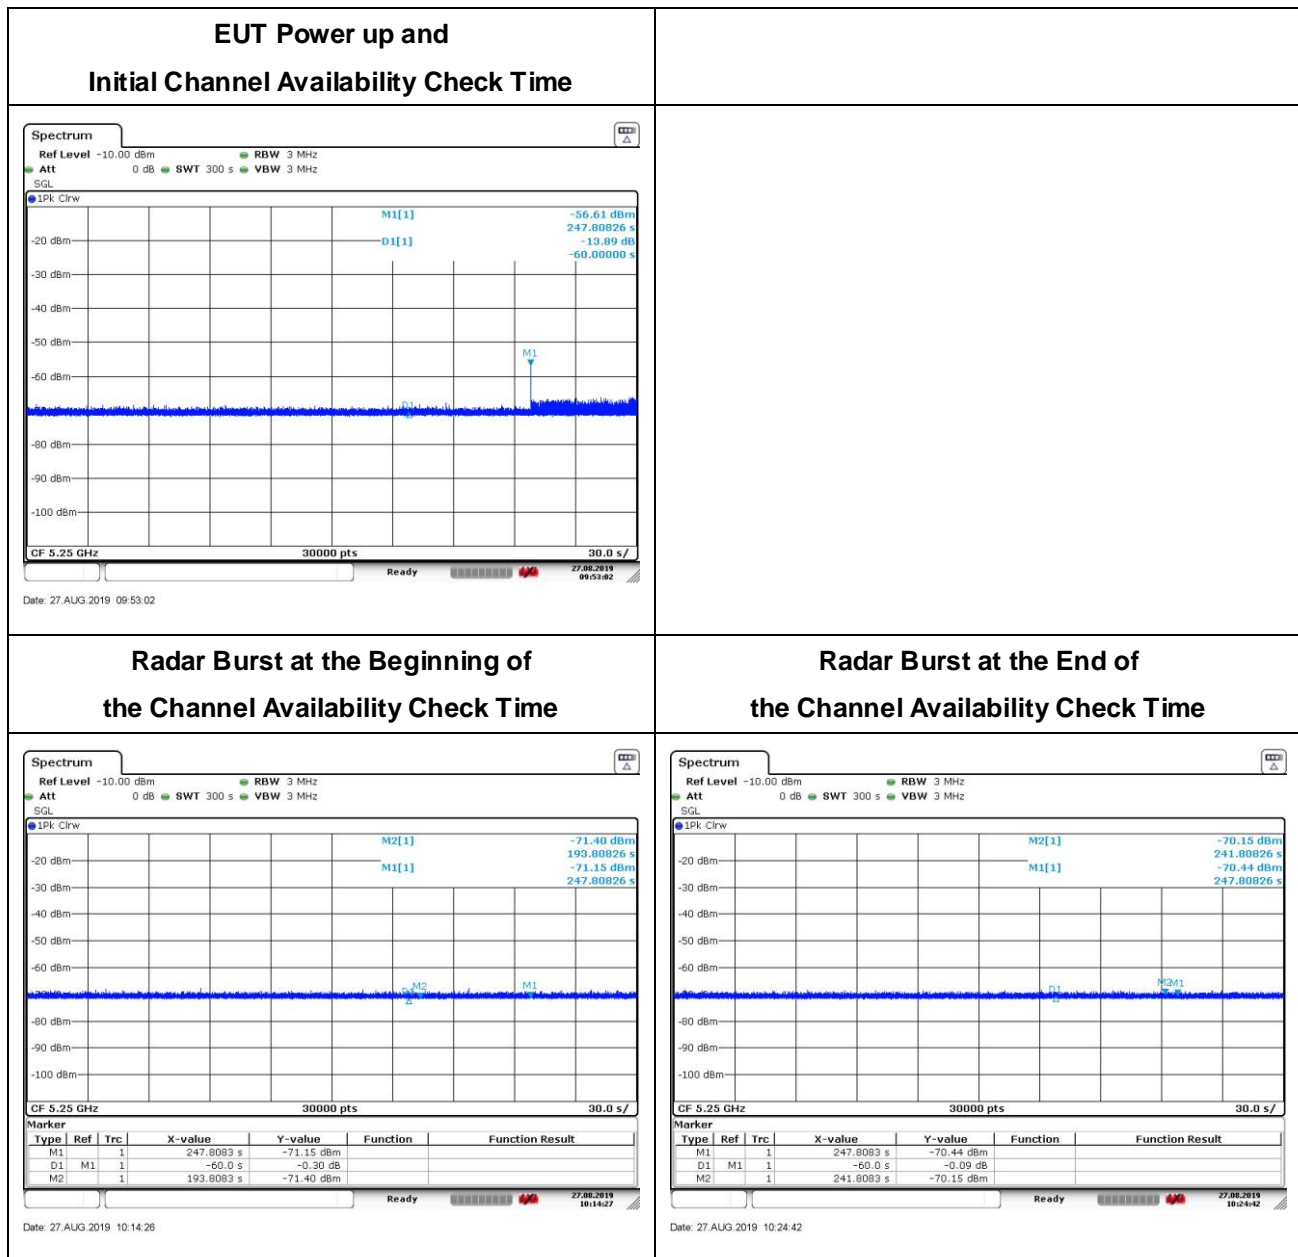 EUT Power up and
Initial Channel Availability Check Time
Spectrum
Ref Level -10.00 dBm RBW 3 MHz
Att 0 dB SWT 300 s VBW 3 MHz
SGL
1Pk Clrw
M1[1] -56.61 dBm
247.80826 s
-20 dBm D1[1] -13.89 dB
-60.00000 s
-30 dBm
-40 dBm
-50 dBm
M1
-60 dBm
D1
-80 dBm
-90 dBm
-100 dBm
CF 5.25 GHz 30000 pts 30.0 s/
Ready 27.08.2019
09:53:02
Date: 27.AUG.2019 09:53:02
Radar Burst at the Beginning of
the Channel Availability Check Time
Spectrum
Ref Level -10.00 dBm RBW 3 MHz
Att 0 dB SWT 300 s VBW 3 MHz
SGL
1Pk Clrw
M2[1] -71.40 dBm
193.80826 s
-20 dBm M1[1] -71.15 dBm
247.80826 s
-30 dBm
-40 dBm
-50 dBm
-60 dBm
D1 M2 M1
-80 dBm
-90 dBm
-100 dBm
CF 5.25 GHz 30000 pts 30.0 s/
Marker
Type Ref Trc X-value Y-value Function Function Result
M1 1 247.8083 s -71.15 dBm
D1 M1 1 -60.0 s -0.30 dB
M2 1 193.8083 s -71.40 dBm
Ready 27.08.2019
10:14:27
Date: 27.AUG.2019 10:14:26
Radar Burst at the End of
the Channel Availability Check Time
Spectrum
Ref Level -10.00 dBm RBW 3 MHz
Att 0 dB SWT 300 s VBW 3 MHz
SGL
1Pk Clrw
M2[1] -70.15 dBm
241.80826 s
-20 dBm M1[1] -70.44 dBm
247.80826 s
-30 dBm
-40 dBm
-50 dBm
-60 dBm
D1 M2 M1
-80 dBm
-90 dBm
-100 dBm
CF 5.25 GHz 30000 pts 30.0 s/
Marker
Type Ref Trc X-value Y-value Function Function Result
M1 1 247.8083 s -70.44 dBm
D1 M1 1 -60.0 s -0.09 dB
M2 1 241.8083 s -70.15 dBm
Ready 27.08.2019
10:24:42
Date: 27.AUG.2019 10:24:42